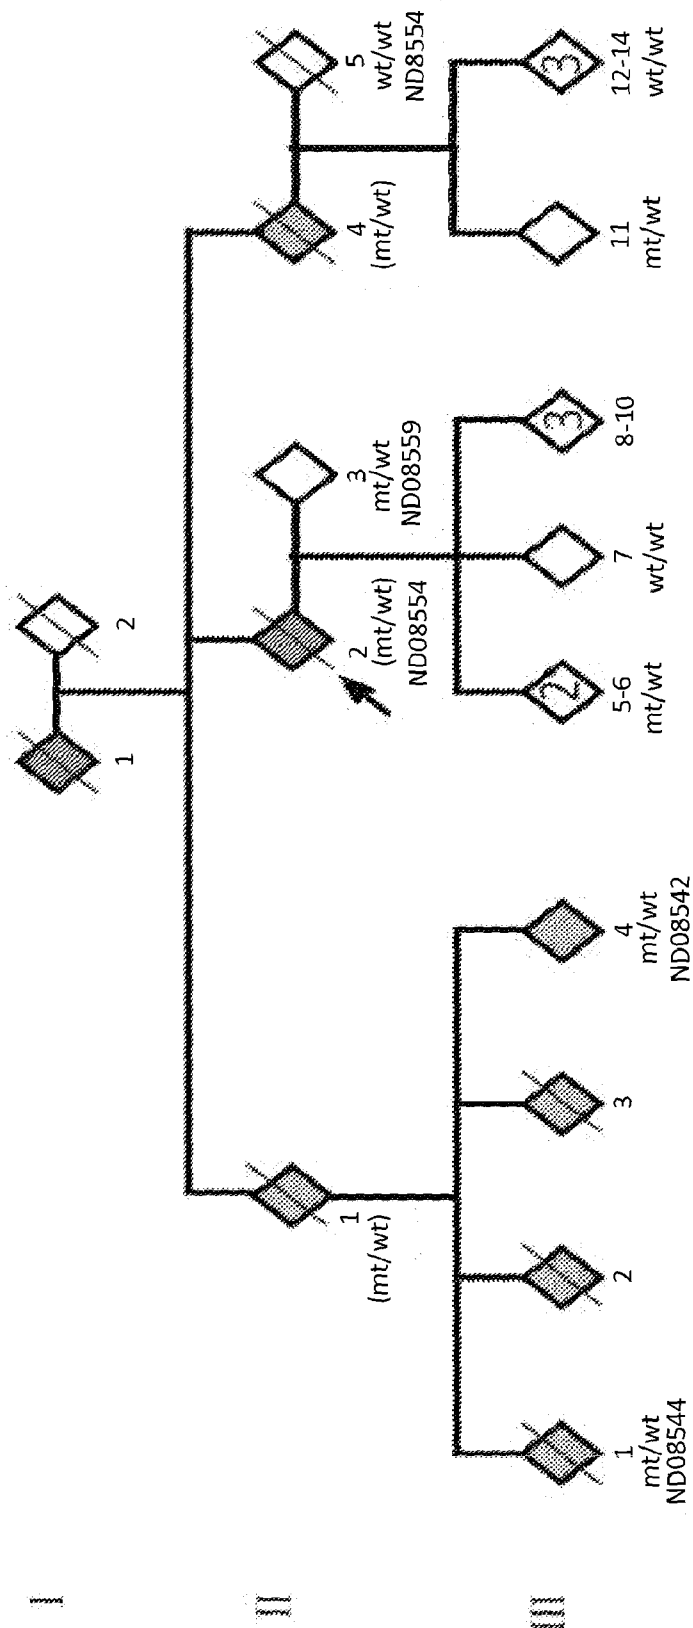 I
1
2
II
1
(mt/wt)
2
(mt/wt)
ND08554
3
mt/wt
ND08559
4
(mt/wt)
5
wt/wt
ND8554
III
1
mt/wt
ND08544
2
3
4
mt/wt
ND08542
2
5-6
mt/wt
7
wt/wt
3
8-10
11
mt/wt
3
12-14
wt/wt